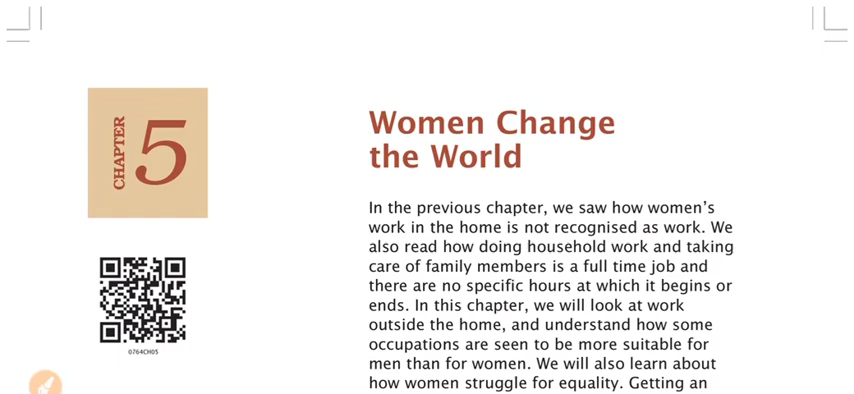 CHAPTER
5
Women Change
the World
In the previous chapter, we saw how women’s
work in the home is not recognised as work. We
also read how doing household work and taking
care of family members is a full time job and
there are no specific hours at which it begins or
ends. In this chapter, we will look at work
outside the home, and understand how some
occupations are seen to be more suitable for
men than for women. We will also learn about
how women struggle for equality. Getting an
0764CH05